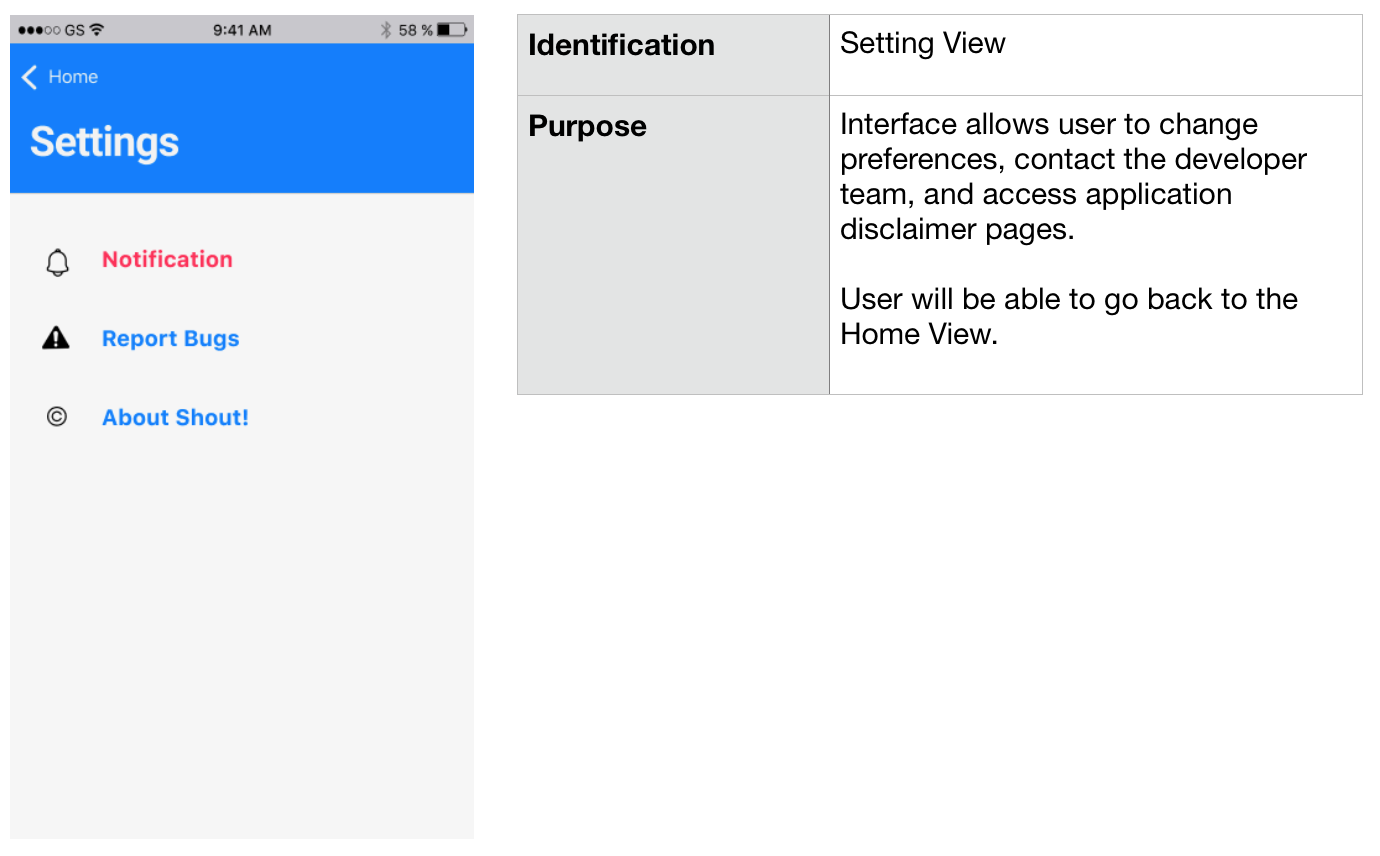 ●●●○○ GS 9:41 AM 58 %
Home
Settings
Notification
Report Bugs
© About Shout!
Identification
Setting View
Purpose
Interface allows user to change
preferences, contact the developer
team, and access application
disclaimer pages.
User will be able to go back to the
Home View.